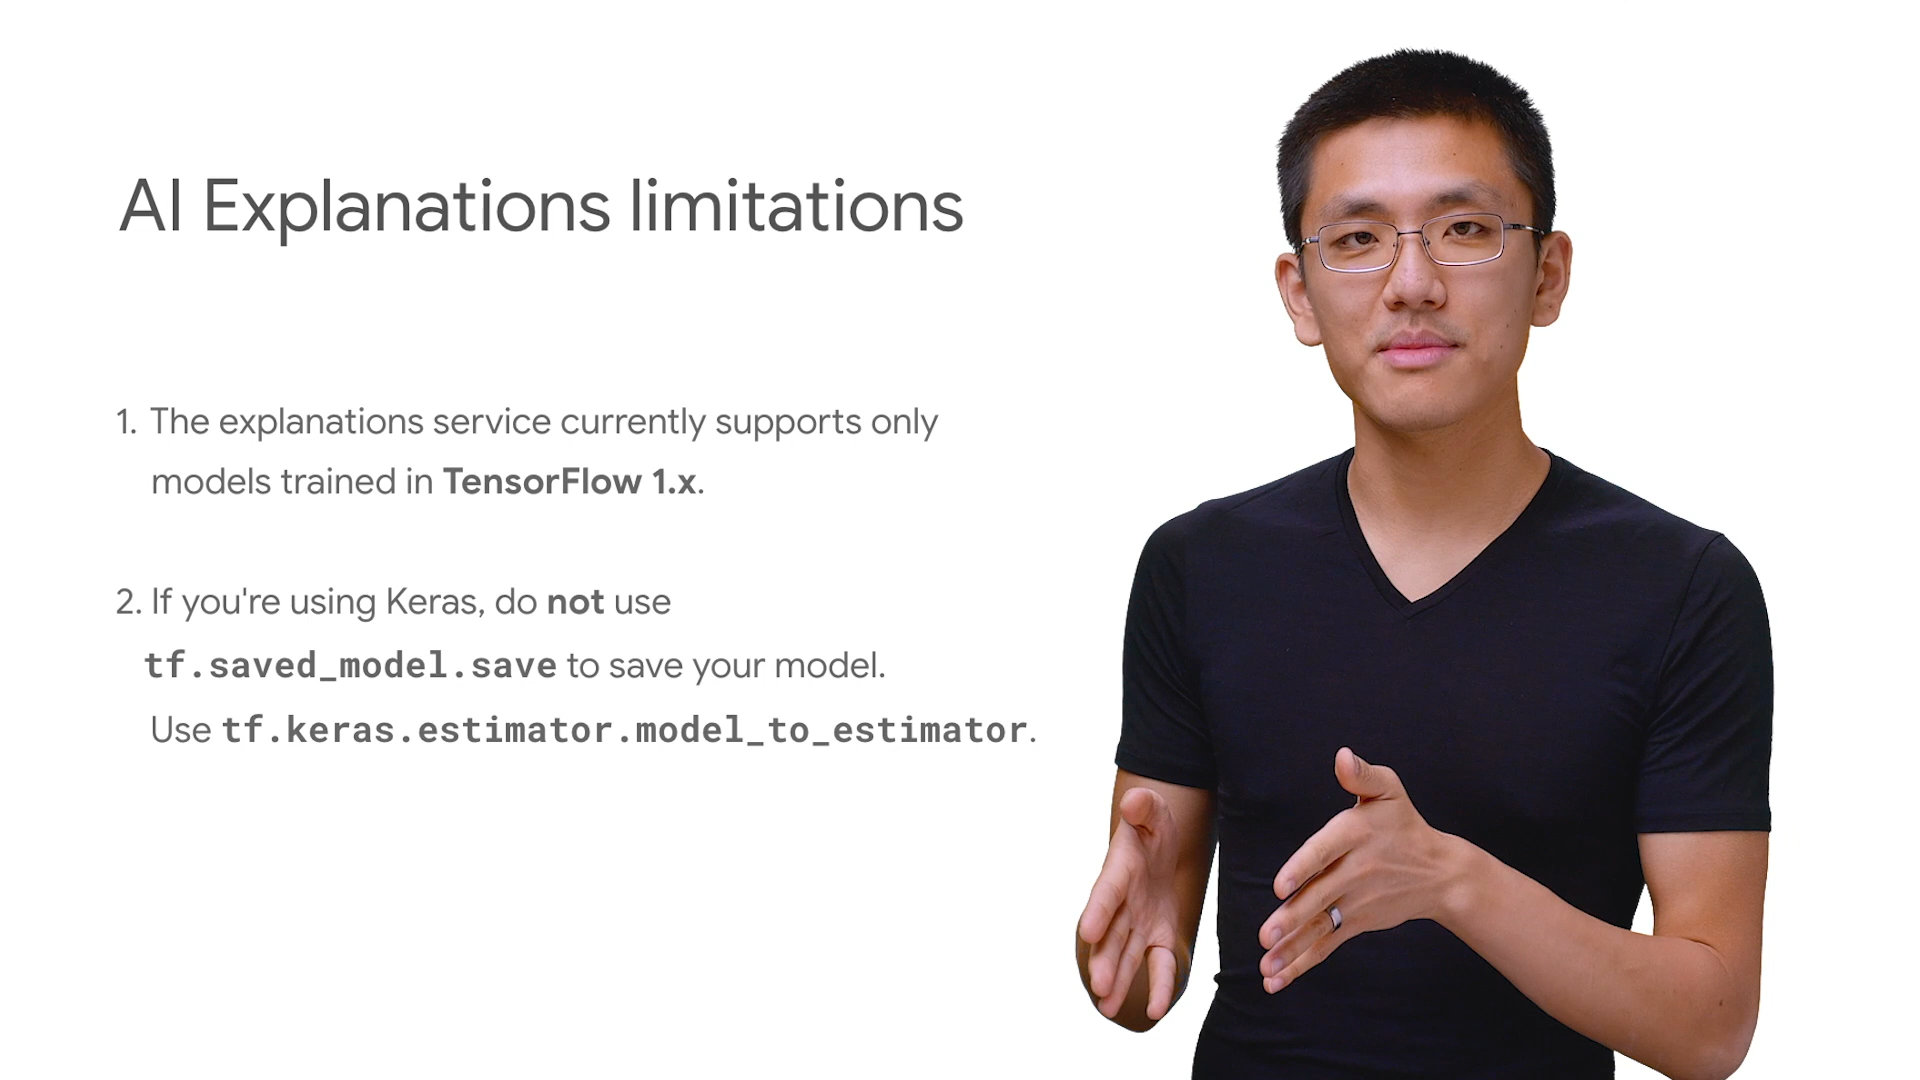 AI Explanations limitations
1. The explanations service currently supports only
models trained in TensorFlow 1.x.
2. If you're using Keras, do not use
tf.saved_model.save to save your model.
Use tf.keras.estimator.model_to_estimator.